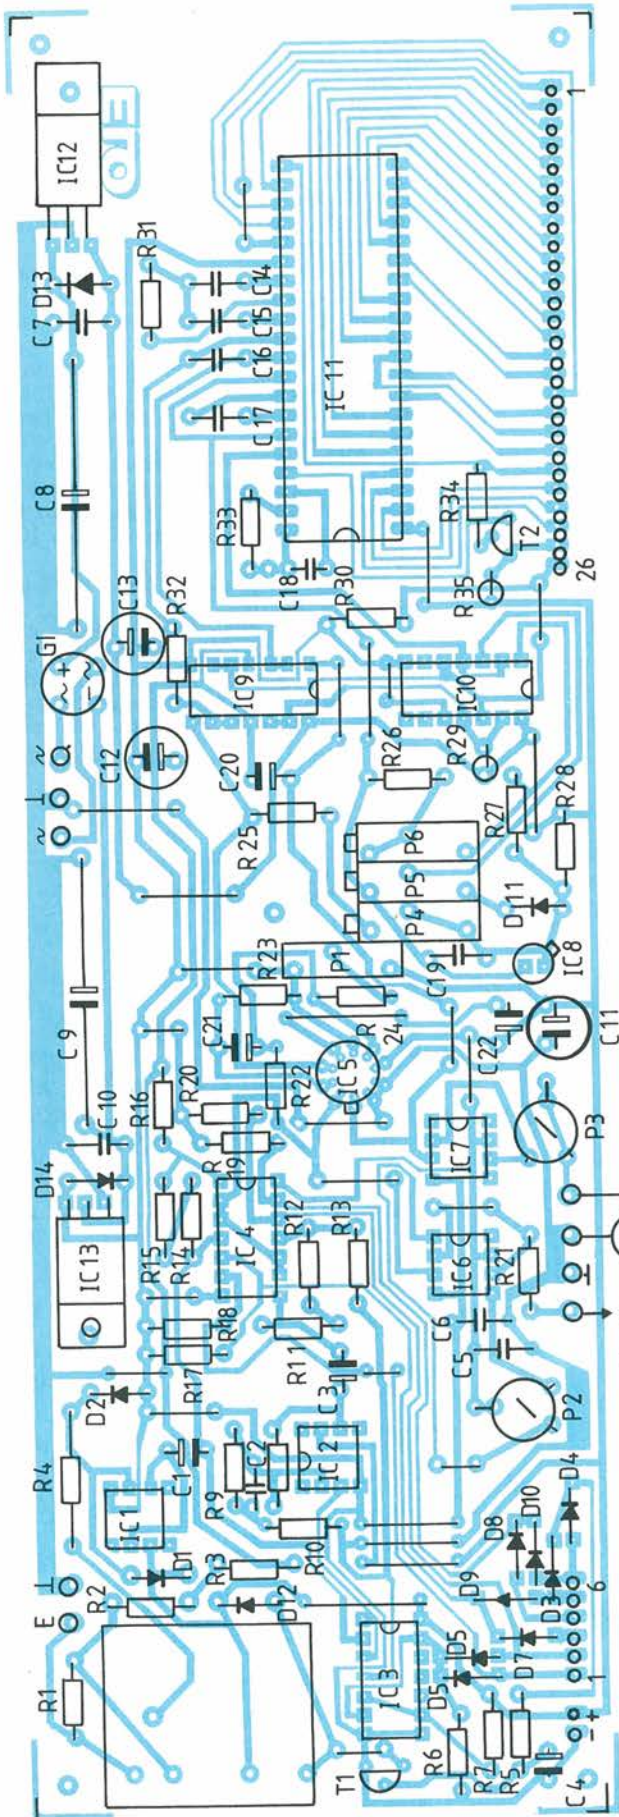 IC12
D13
C7
R31
C14
C15
C16
C17
IC11
1
C8
R33
C18
R34
T2
26
R35
R30
G1
~ +
- ~
C13
R32
IC9
IC10
~
⊥
~
C12
C20
R26
R29
R25
R27
R28
P6
P5
P4
D11
P1
IC8
C19
R23
R
24
C9
C21
IC5
C22
C11
R22
R20
R16
C10
D14
R
19
IC7
P3
IC13
R15
R14
IC4
R12
R13
IC6
R21
R18
R17
R11
C6
C5
⊥
D2
C3
P2
R4
C1
R9
C2
IC2
IC1
D4
D10
D8
D1
R3
R10
D9
⊥
E
R2
D12
D3
6
R1
IC3
D5
D5
D7
1
T1
R6
R7
R5
C4
- +